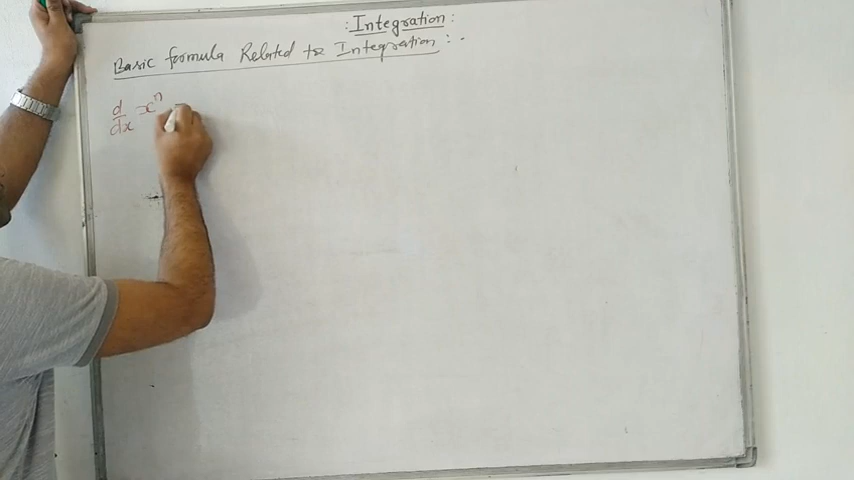 : Integration :
Basic formula Related to Integration : .
d/dx x^n